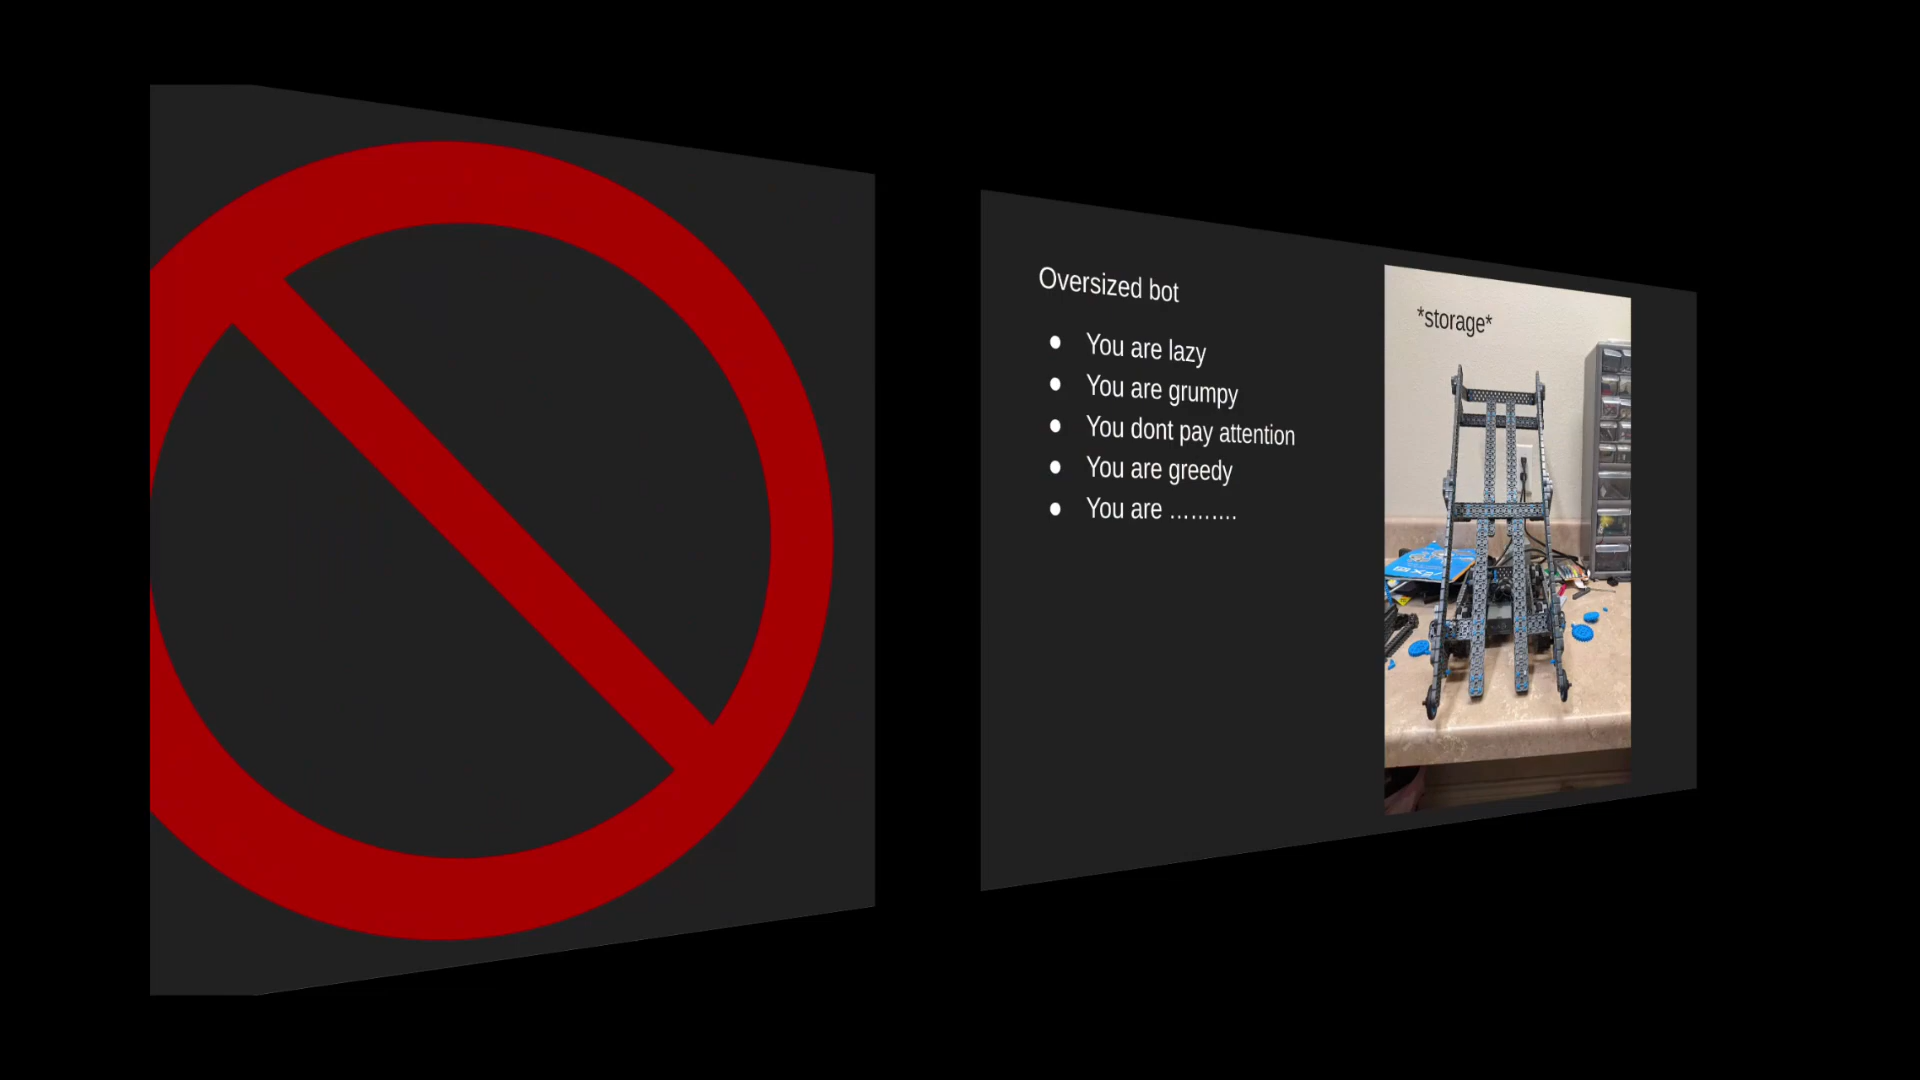 Oversized bot
You are lazy
You are grumpy
You dont pay attention
You are greedy
You are ……….
*storage*